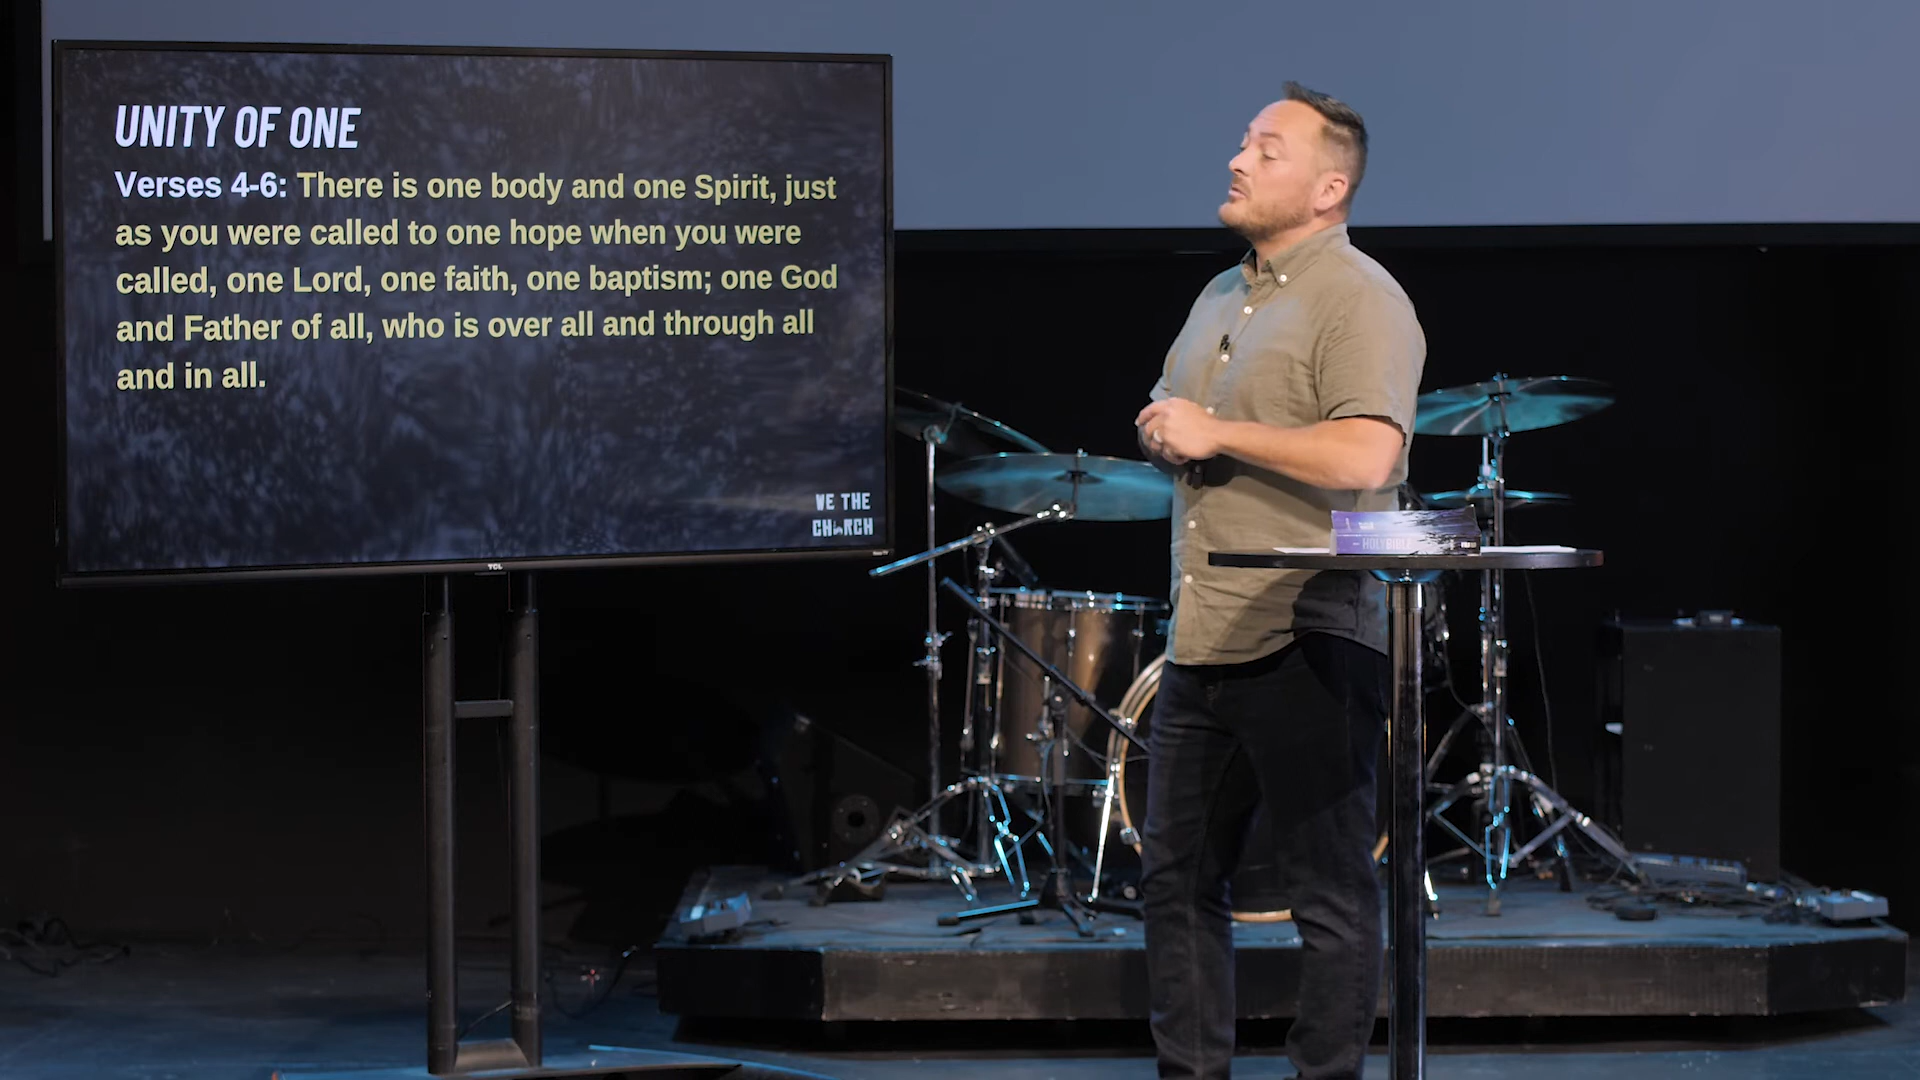 UNITY OF ONE
Verses 4-6: There is one body and one Spirit, just
as you were called to one hope when you were
called, one Lord, one faith, one baptism; one God
and Father of all, who is over all and through all
and in all.
WE THE
CHURCH
TCL
HOLY BIBLE